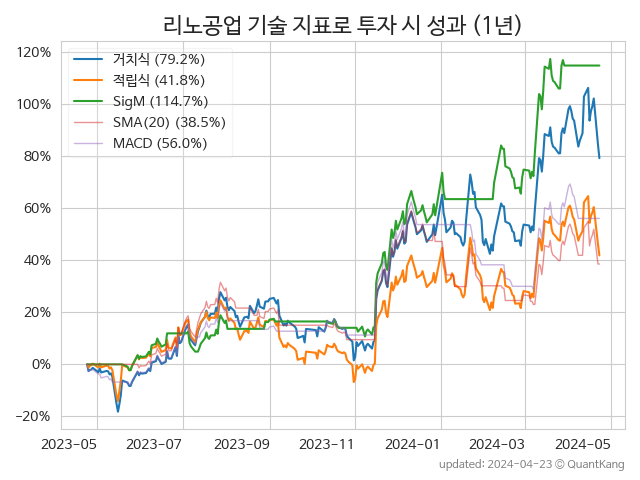 리노공업 기술 지표로 투자 시 성과 (1년)
120%
100%
80%
60%
40%
20%
0%
−20%
거치식 (79.2%)
적립식 (41.8%)
SigM (114.7%)
SMA(20) (38.5%)
MACD (56.0%)
2023-05 2023-07 2023-09 2023-11 2024-01 2024-03 2024-05
updated: 2024-04-23 © QuantKang